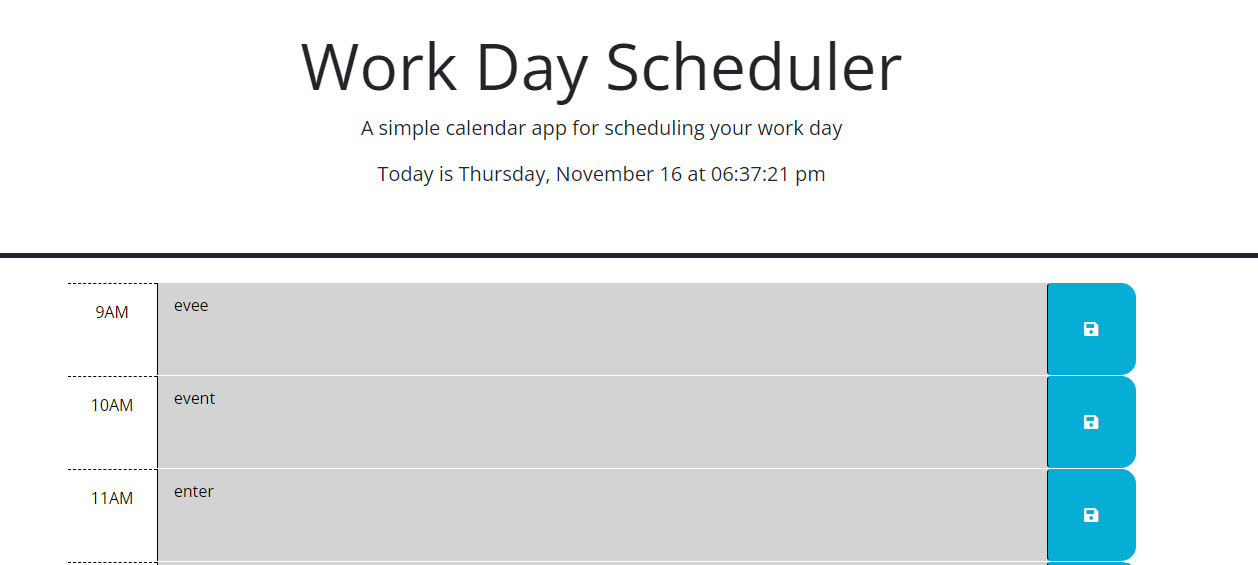 Work Day Scheduler
A simple calendar app for scheduling your work day
Today is Thursday, November 16 at 06:37:21 pm
9AM
evee
10AM
event
11AM
enter